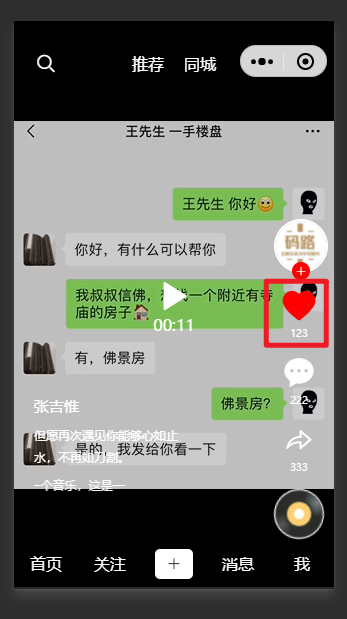 推荐 同城
王先生 一手楼盘
王先生 你好
码路
你好，有什么可以帮你
我叔叔信佛，想找一个附近有寺
庙的房子
00:11
123
有，佛景房
佛景房？
222
张吉惟
但愿再次遇见你能够心如止
水，不再如刀割。
是的，我发给你看一下
333
一个音乐，这是一
首页 关注 + 消息 我